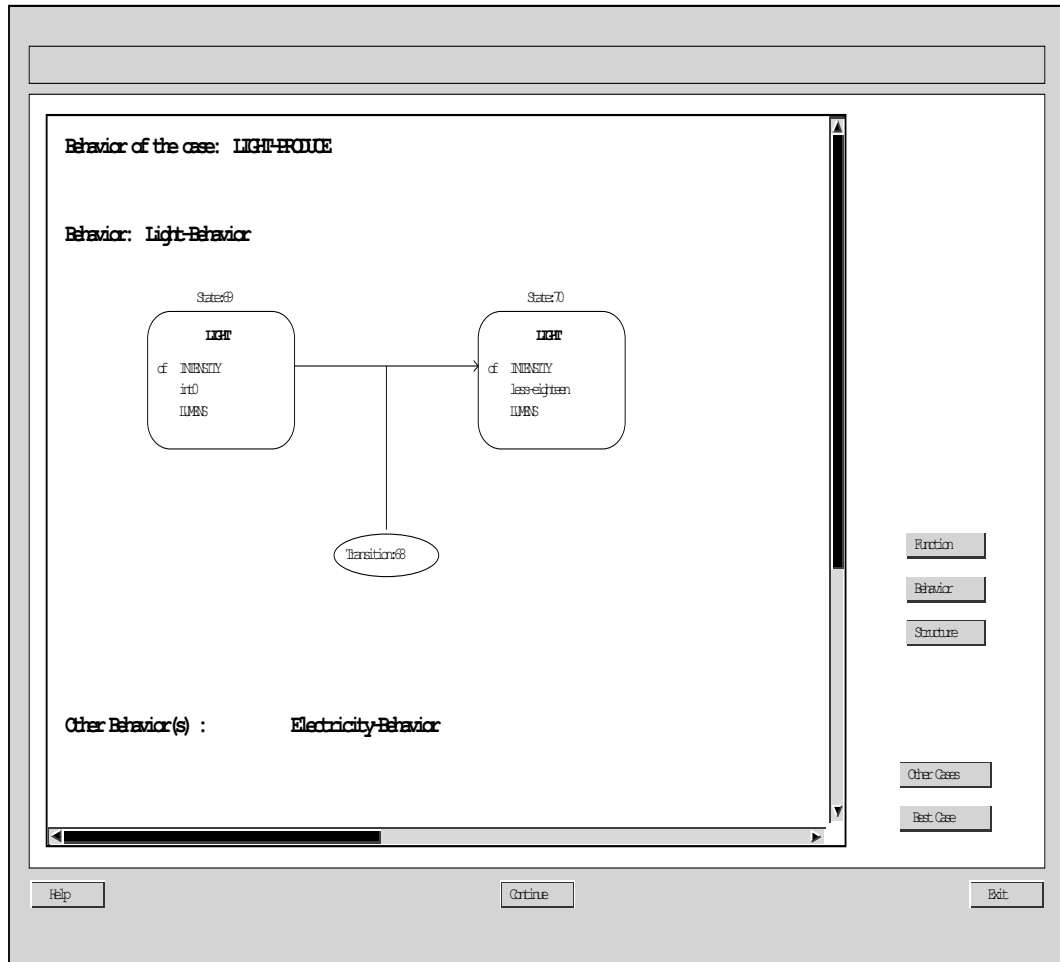 Behavior of the case: LIGHT-PRODUCE
Behavior: Light-Behavior
State:69
State:70
LIGHT
LIGHT
of INTENSITY
of INTENSITY
int0
less-eighteen
LUMENS
LUMENS
Transition:68
Function
Behavior
Structure
Other Behavior(s) : Electricity-Behavior
Other Cases
Best Case
Help
Continue
Exit